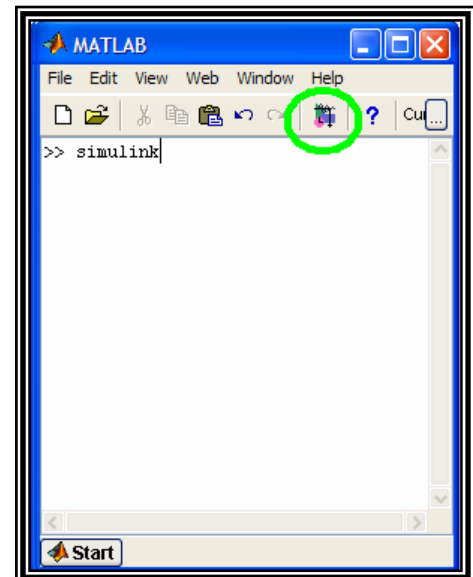 MATLAB
File Edit View Web Window Help
? Cu ...
>> simulink
Start